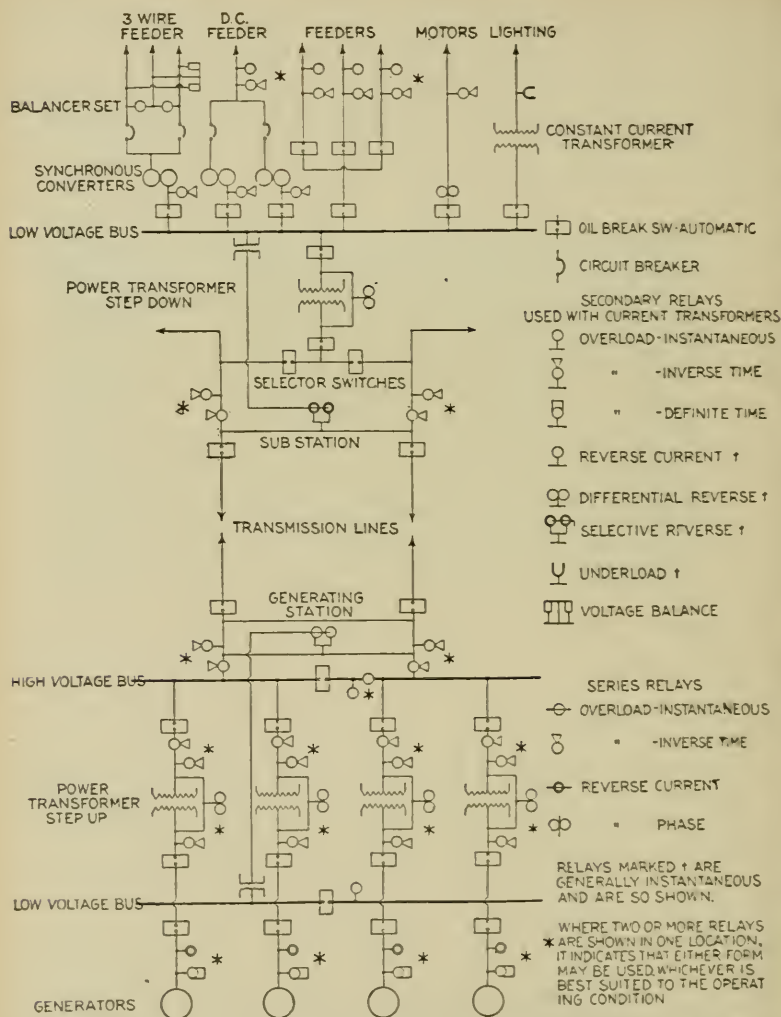 3 WIRE FEEDER
D.C. FEEDER
FEEDERS
MOTORS
LIGHTING
BALANCER SET
CONSTANT CURRENT
TRANSFORMER
SYNCHRONOUS
CONVERTERS
LOW VOLTAGE BUS
OIL BREAK SW-AUTOMATIC
CIRCUIT BREAKER
POWER TRANSFORMER
STEP DOWN
SECONDARY RELAYS
USED WITH CURRENT TRANSFORMERS
OVERLOAD-INSTANTANEOUS
" -INVERSE TIME
" -DEFINITE TIME
SELECTOR SWITCHES
* *
SUB STATION
REVERSE CURRENT †
DIFFERENTIAL REVERSE †
SELECTIVE REVERSE †
TRANSMISSION LINES
UNDERLOAD †
VOLTAGE BALANCE
GENERATING
STATION
HIGH VOLTAGE BUS
SERIES RELAYS
OVERLOAD-INSTANTANEOUS
" -INVERSE TIME
REVERSE CURRENT
" PHASE
POWER
TRANSFORMER
STEP UP
RELAYS MARKED † ARE
GENERALLY INSTANTANEOUS
AND ARE SO SHOWN.
LOW VOLTAGE BUS
WHERE TWO OR MORE RELAYS
* ARE SHOWN IN ONE LOCATION,
IT INDICATES THAT EITHER FORM
MAY BE USED, WHICHEVER IS
BEST SUITED TO THE OPERAT
ING CONDITION
GENERATORS